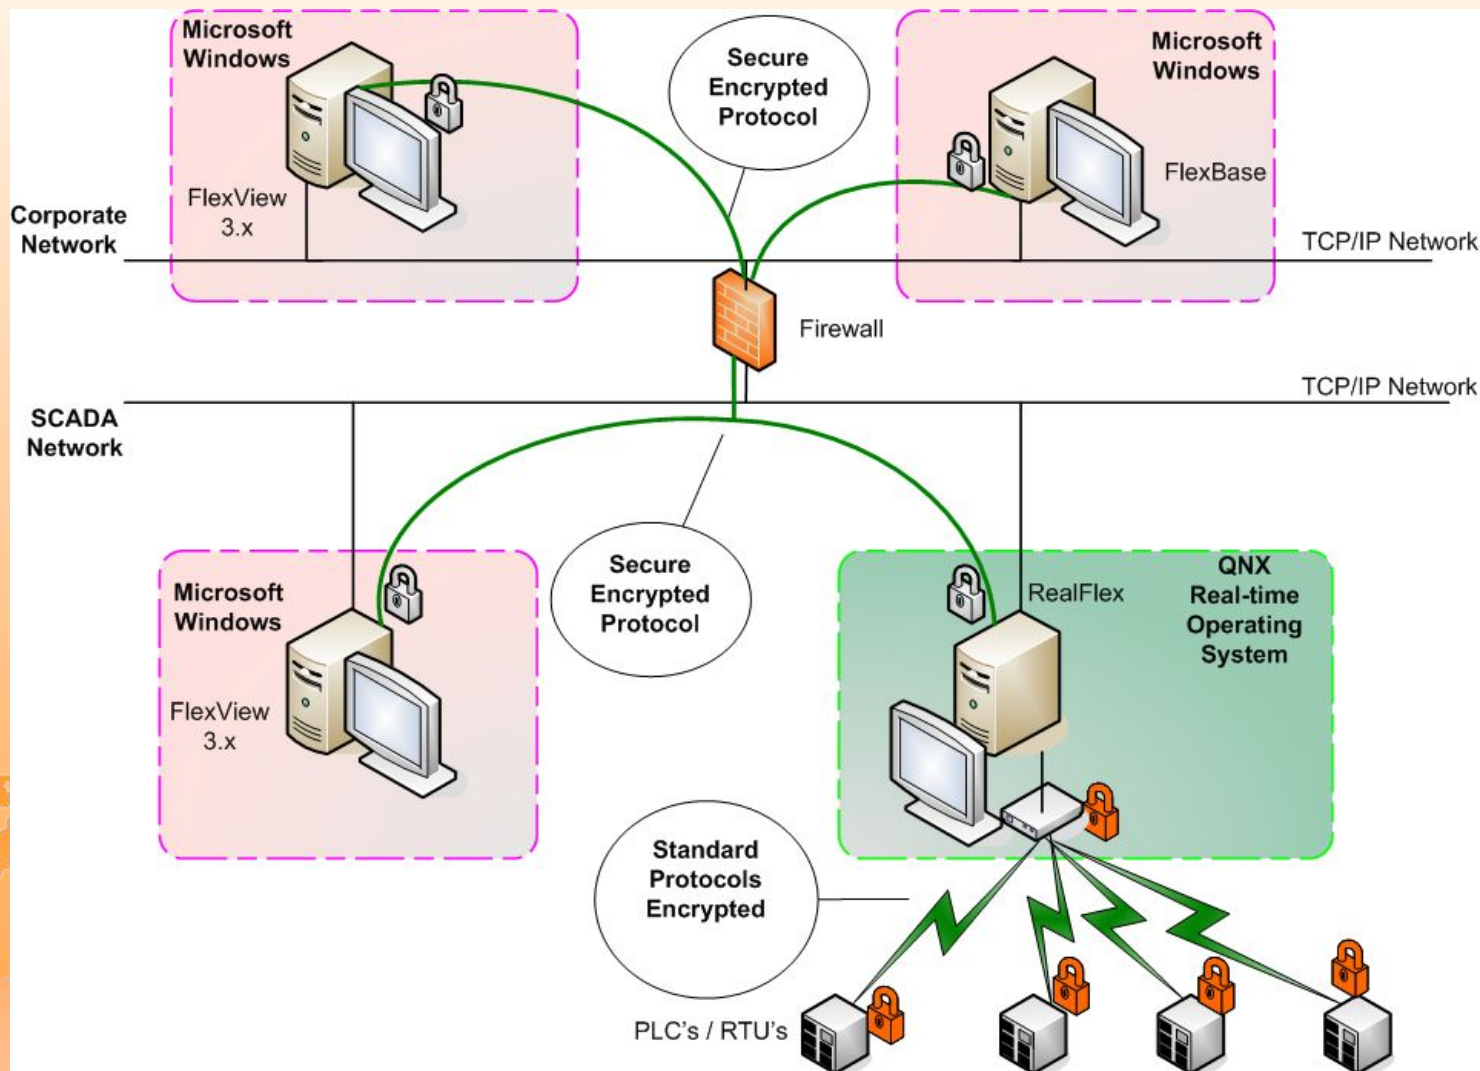 Microsoft
Windows
FlexView
3.x
Secure
Encrypted
Protocol
Microsoft
Windows
FlexBase
Corporate
Network
TCP/IP Network
Firewall
TCP/IP Network
SCADA
Network
Microsoft
Windows
FlexView
3.x
Secure
Encrypted
Protocol
RealFlex
QNX
Real-time
Operating
System
Standard
Protocols
Encrypted
PLC's / RTU's